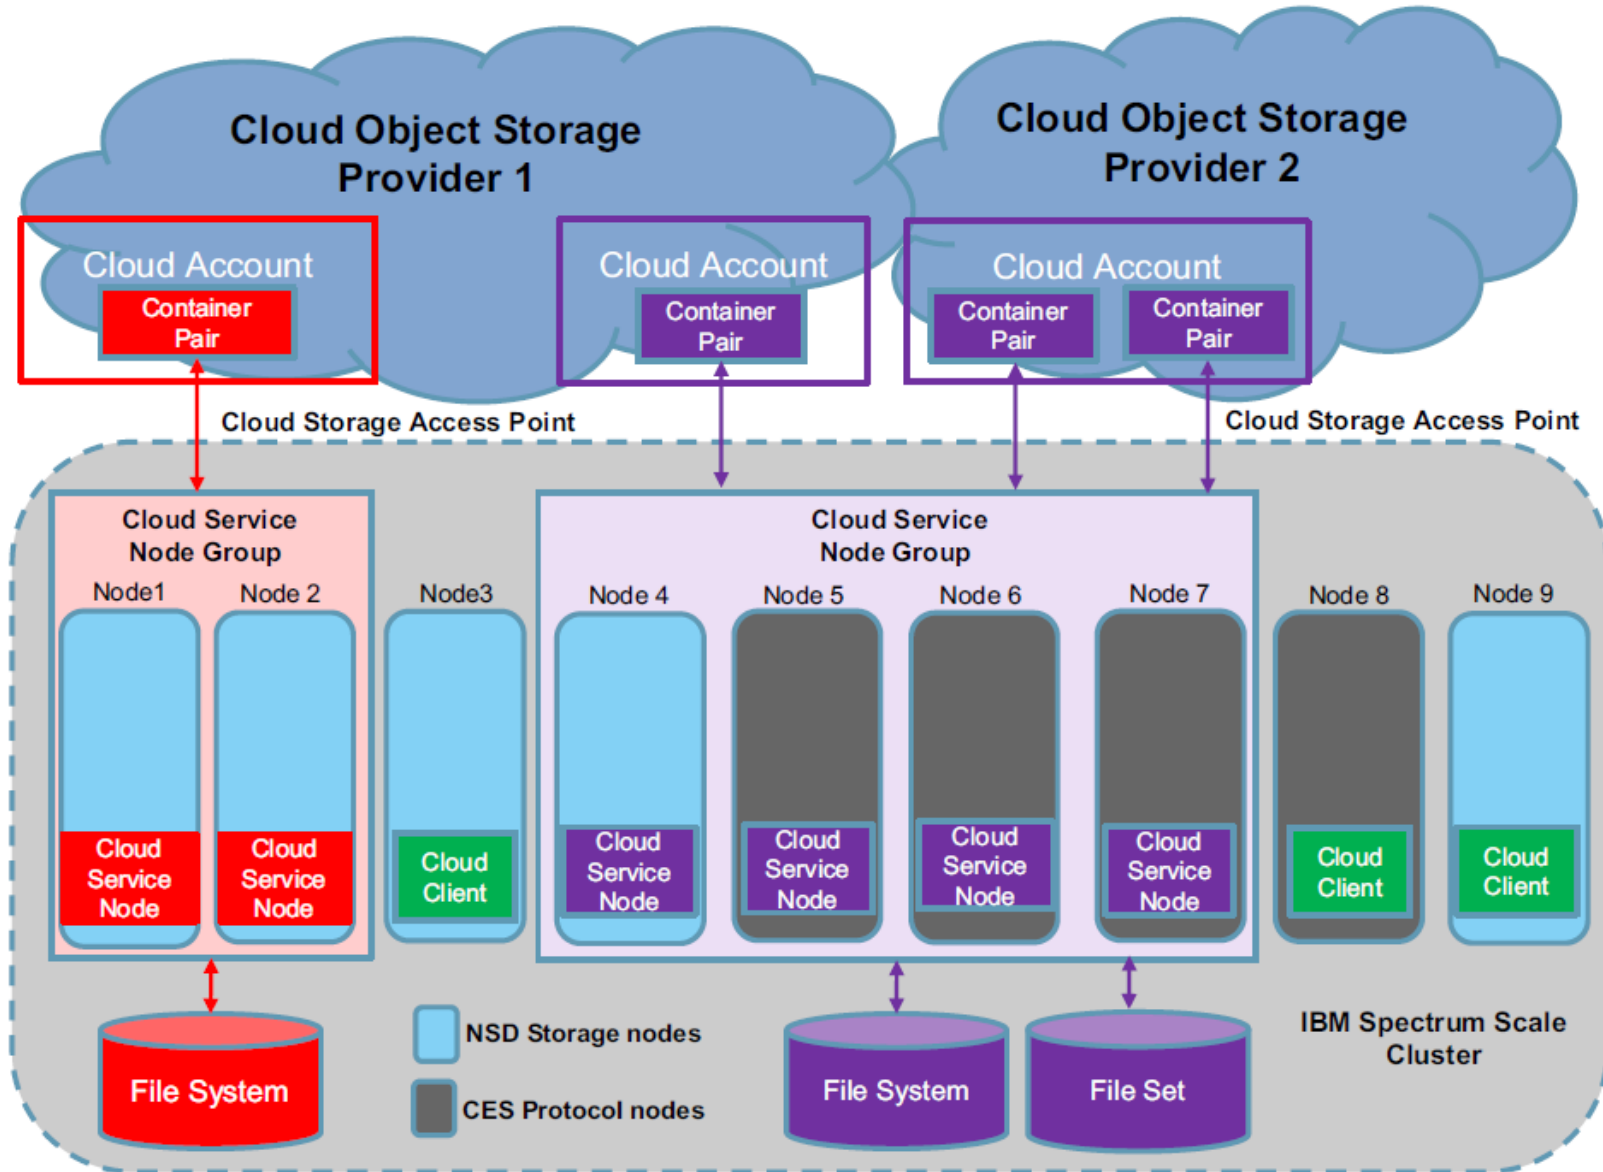 Cloud Object Storage
Provider 1
Cloud Object Storage
Provider 2
Cloud Account
Container
Pair
Cloud Account
Container
Pair
Cloud Account
Container
Pair
Container
Pair
Cloud Storage Access Point
Cloud Storage Access Point
Cloud Service
Node Group
Cloud Service
Node Group
Node1
Node 2
Node3
Node 4
Node 5
Node 6
Node 7
Node 8
Node 9
Cloud
Service
Node
Cloud
Service
Node
Cloud
Client
Cloud
Service
Node
Cloud
Service
Node
Cloud
Service
Node
Cloud
Service
Node
Cloud
Client
Cloud
Client
File System
NSD Storage nodes
CES Protocol nodes
File System
File Set
IBM Spectrum Scale
Cluster